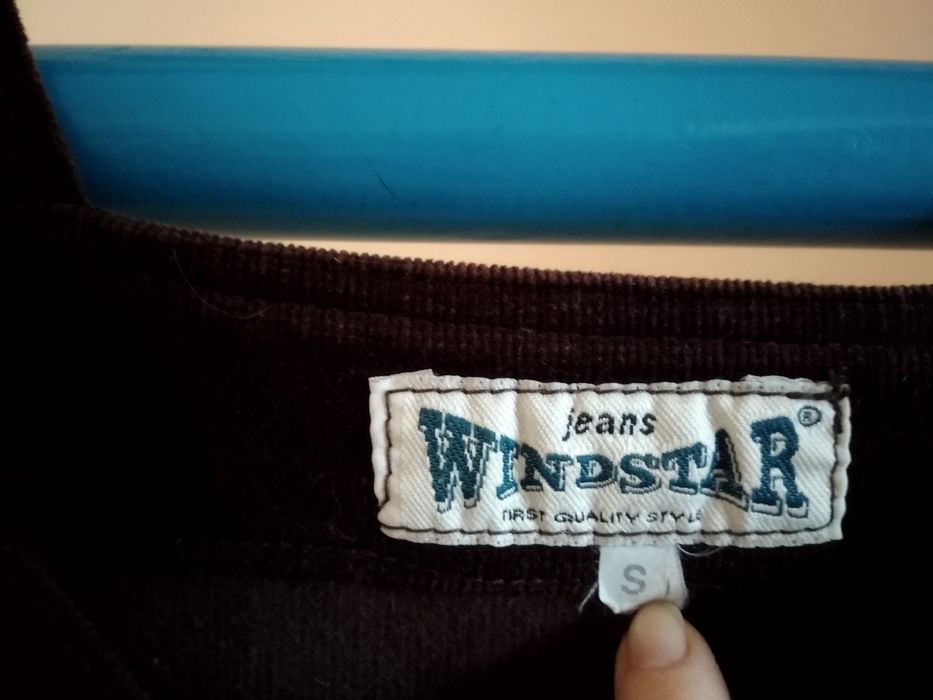 jeans
WINDSTAR ®
FIRST QUALITY STYLE
S